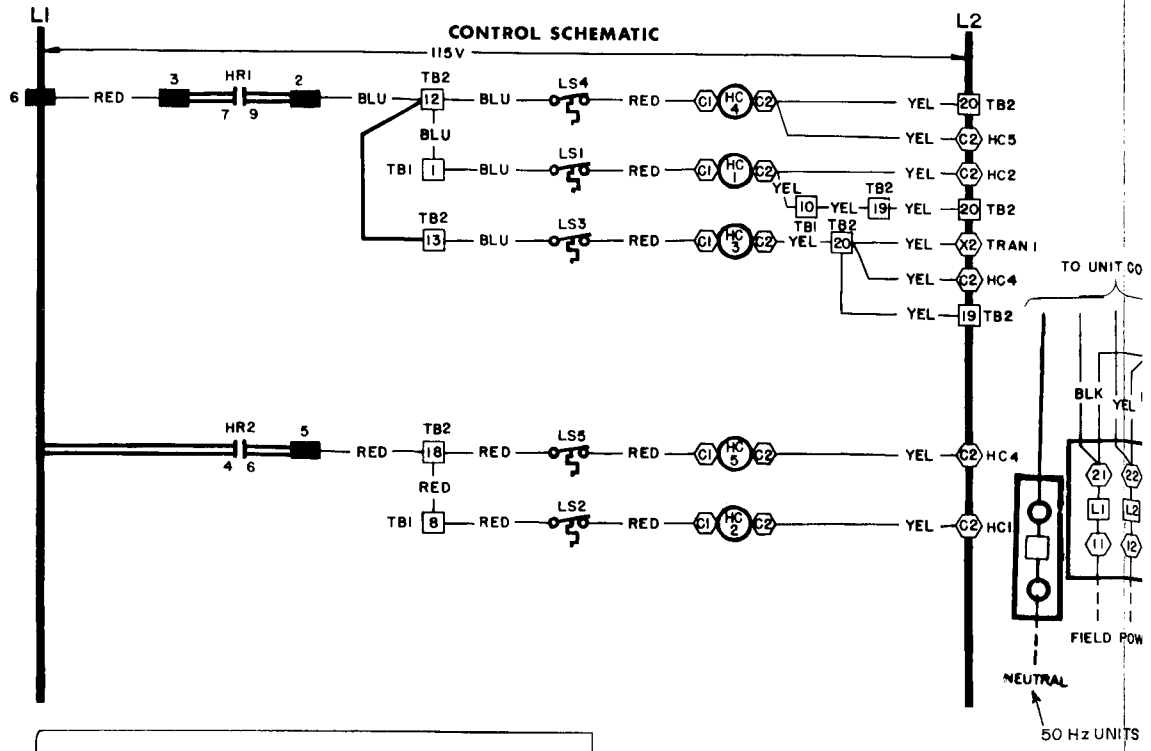 L1
CONTROL SCHEMATIC
L2
115V
6 RED 3 HR1 7 9 2 BLU TB2 12 BLU LS4 RED C1 HC 4 C2 YEL 20 TB2
YEL C2 HC5
BLU
TB1 1 BLU LS1 RED C1 HC 1 C2 YEL C2 HC2
YEL 10 TB1 YEL TB2 19 YEL 20 TB2
TB2 13 BLU LS3 RED C1 HC 3 C2 YEL TB2 20 YEL X2 TRAN 1
YEL C2 HC4
YEL 19 TB2
TO UNIT CO
BLK
YEL
HR2 4 6 5 RED TB2 18 RED LS5 RED C1 HC 5 C2 YEL C2 HC4
RED
TB1 8 RED LS2 RED C1 HC 2 C2 YEL C2 HC1
21 22
L1 L2
11 12
FIELD POW
NEUTRAL
50 Hz UNITS